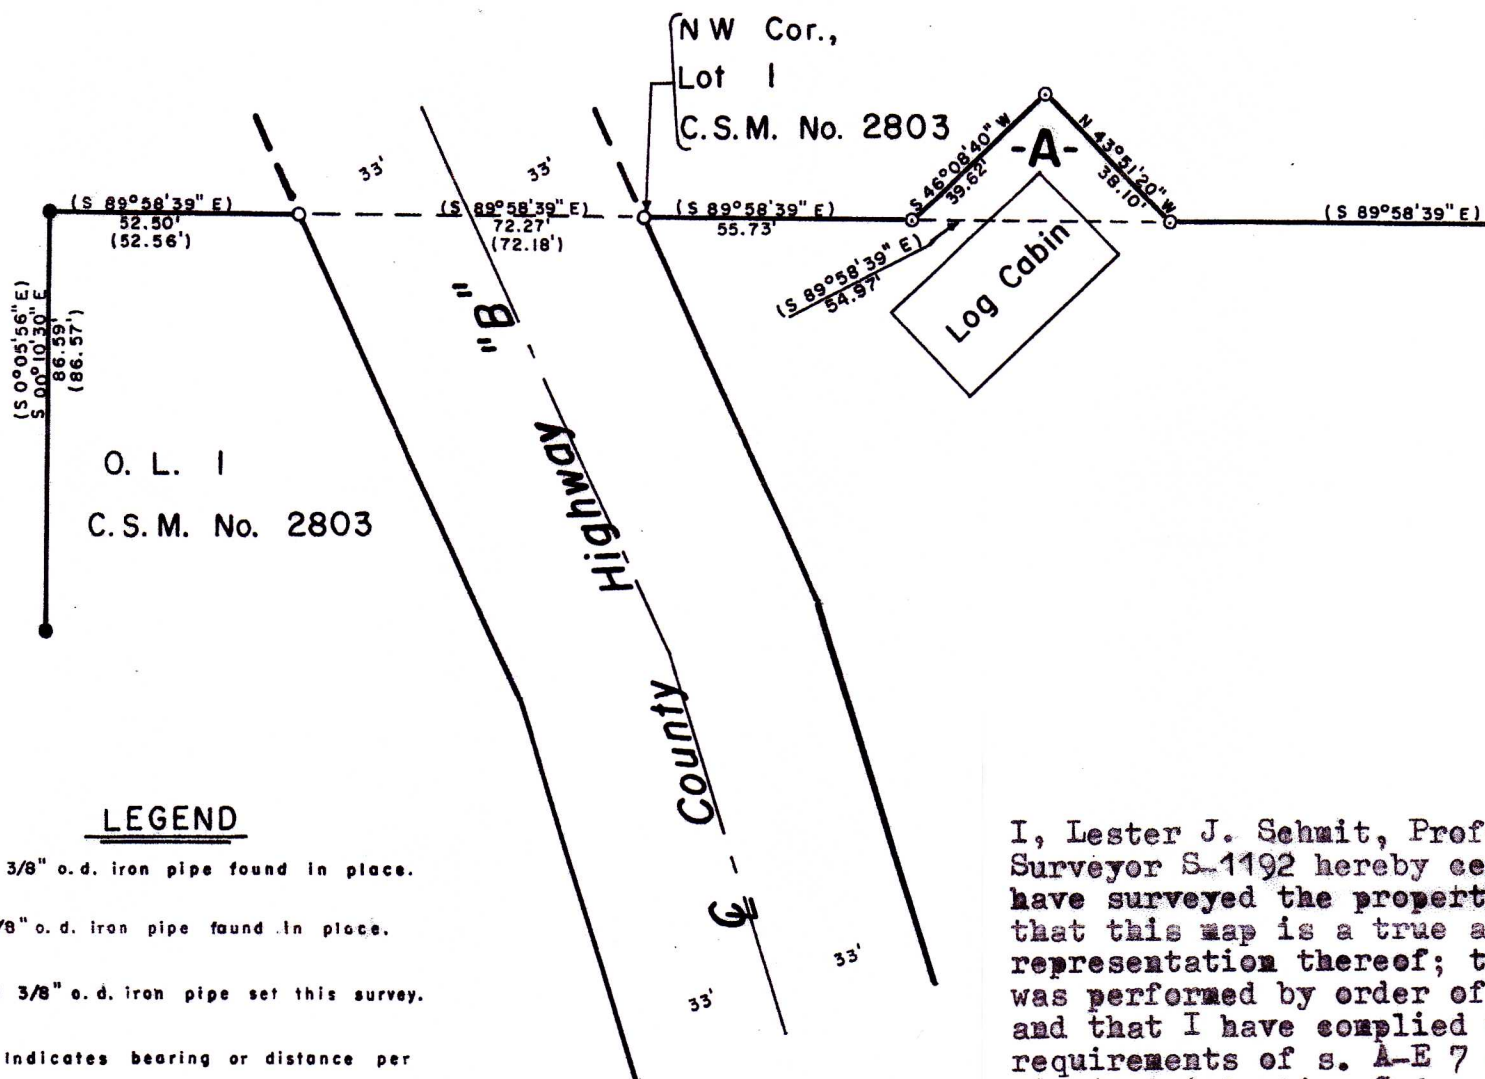 NW Cor.,
Lot 1
C.S.M. No. 2803
33'
33'
(S 89°58'39" E)
52.50'
(52.56')
(S 89°58'39" E)
72.27'
(72.18')
(S 89°58'39" E)
55.73'
S 46°08'40" W
39.62'
-A-
N 43°51'20" W
38.10'
(S 89°58'39" E)
(S 89°58'39" E)
54.97'
Log Cabin
(S 0°05'56" E)
S 00°10'30" E
86.59'
(86.57')
"B"
Highway
County
℄
O. L. 1
C.S.M. No. 2803
33'
33'
LEGEND
3/8" o.d. iron pipe found in place.
/8" o.d. iron pipe found in place.
3/8" o.d. iron pipe set this survey.
Indicates bearing or distance per
I, Lester J. Schmit, Prof
Surveyor S-1192 hereby ce
have surveyed the propert
that this map is a true a
representation thereof; t
was performed by order of
and that I have complied
requirements of s. A-E 7